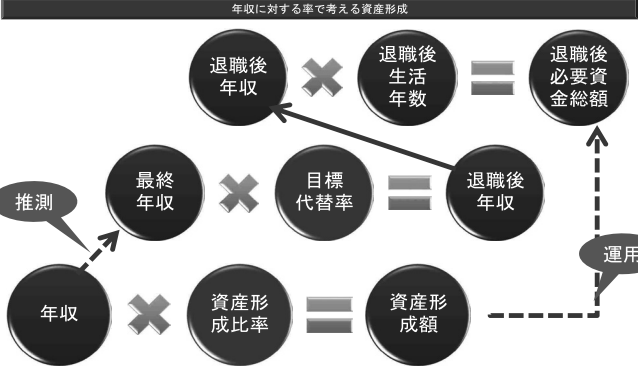 年収に対する率で考える資産形成
退職後
年収
退職後
生活
年数
退職後
必要資
金総額
最終
年収
目標
代替率
退職後
年収
推測
運用
年収
資産形
成比率
資産形
成額